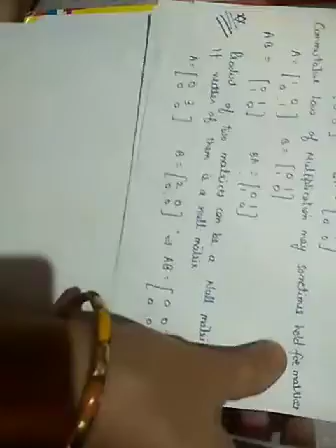 Commutative Law of Multiplication may sometimes hold for matrices
A = [1 0 B = [0 1
0 1] 1 0]
AB = [0 1 BA = [0 1
1 0] 1 0]
Product of two matrices can be a Null matrix
If neither of them is a null matrix
A = [0 3 B = [2 0 ⇒ AB = [0 0
0 0] 0 0] 0 0